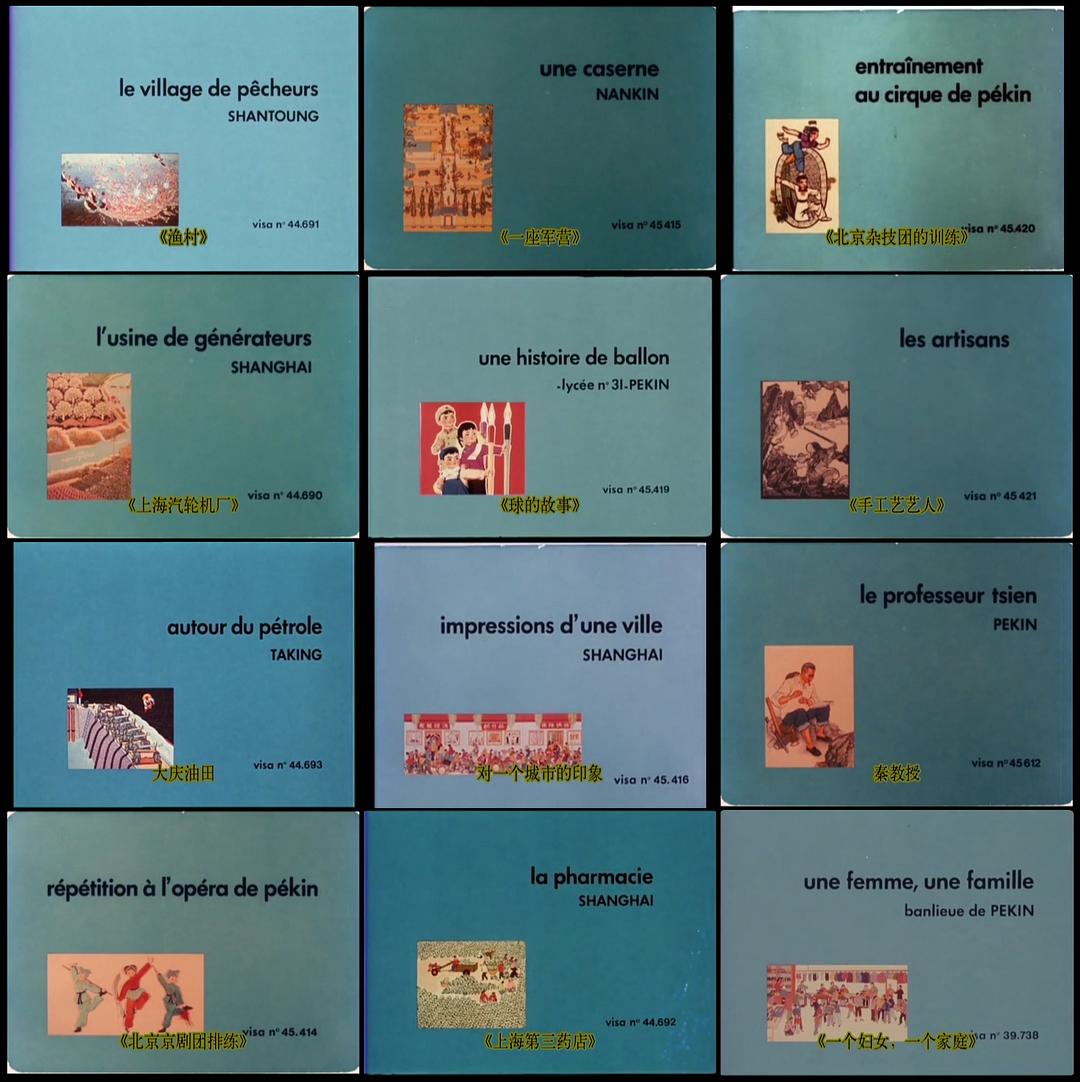 le village de pêcheurs
SHANTOUNG
visa n° 44.691
《渔村》
une caserne
NANKIN
visa n° 45 415
《一座军营》
entraînement
au cirque de pékin
visa n° 45.420
《北京杂技团的训练》
l'usine de générateurs
SHANGHAI
visa n° 44.690
《上海汽轮机厂》
une histoire de ballon
-lycée n° 31-PEKIN
visa n° 45.419
《球的故事》
les artisans
visa n° 45 421
《手工艺艺人》
autour du pétrole
TAKING
visa n° 44.693
大庆油田
impressions d'une ville
SHANGHAI
visa n° 45. 416
对一个城市的印象
le professeur tsien
PEKIN
visa n° 45 612
秦教授
répétition à l'opéra de pékin
visa n° 45. 414
《北京京剧团排练》
la pharmacie
SHANGHAI
visa n° 44.692
《上海第三药店》
une femme, une famille
banlieue de PEKIN
visa n° 39.738
《一个妇女，一个家庭》